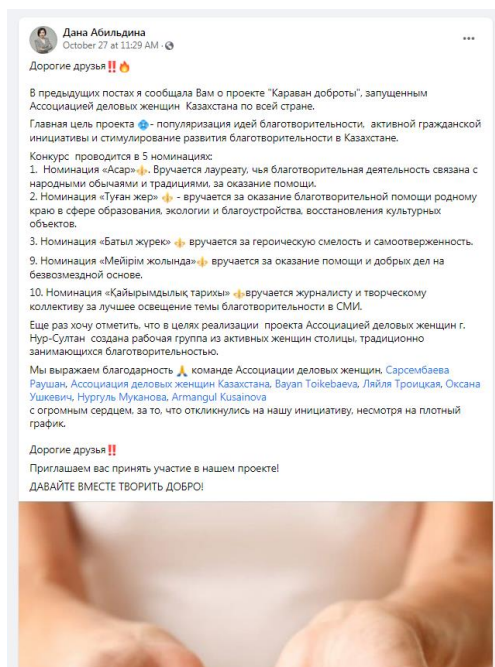 Дана Абильдина
October 27 at 11:29 AM ·
Дорогие друзья‼️🔥
В предыдущих постах я сообщала Вам о проекте "Караван доброты", запущенным
Ассоциацией деловых женщин Казахстана по всей стране.
Главная цель проекта 💠- популяризация идей благотворительности, активной гражданской
инициативы и стимулирование развития благотворительности в Казахстане.
Конкурс проводится в 5 номинациях:
1. Номинация «Асар»⚜️. Вручается лауреату, чья благотворительная деятельность связана с
народными обычаями и традициями, за оказание помощи.
2. Номинация «Туған жер» ⚜️ - вручается за оказание благотворительной помощи родному
краю в сфере образования, экологии и благоустройства, восстановления культурных
объектов.
3. Номинация «Батыл жүрек» ⚜️ вручается за героическую смелость и самоотверженность.
9. Номинация «Мейірім жолында»⚜️ вручается за оказание помощи и добрых дел на
безвозмездной основе.
10. Номинация «Қайырымдылық тарихы» ⚜️вручается журналисту и творческому
коллективу за лучшее освещение темы благотворительности в СМИ.
Еще раз хочу отметить, что в целях реализации проекта Ассоциацией деловых женщин г.
Нур-Султан создана рабочая группа из активных женщин столицы, традиционно
занимающихся благотворительностью.
Мы выражаем благодарность 🙏 команде Ассоциации деловых женщин, Сарсембаева
Раушан, Ассоциация деловых женщин Казахстана, Bayan Toikebaeva, Ляйля Троицкая, Оксана
Ушкевич, Нургуль Муканова, Armangul Kusainova
с огромным сердцем, за то, что откликнулись на нашу инициативу, несмотря на плотный
график.
Дорогие друзья‼️
Приглашаем вас принять участие в нашем проекте!
ДАВАЙТЕ ВМЕСТЕ ТВОРИТЬ ДОБРО!